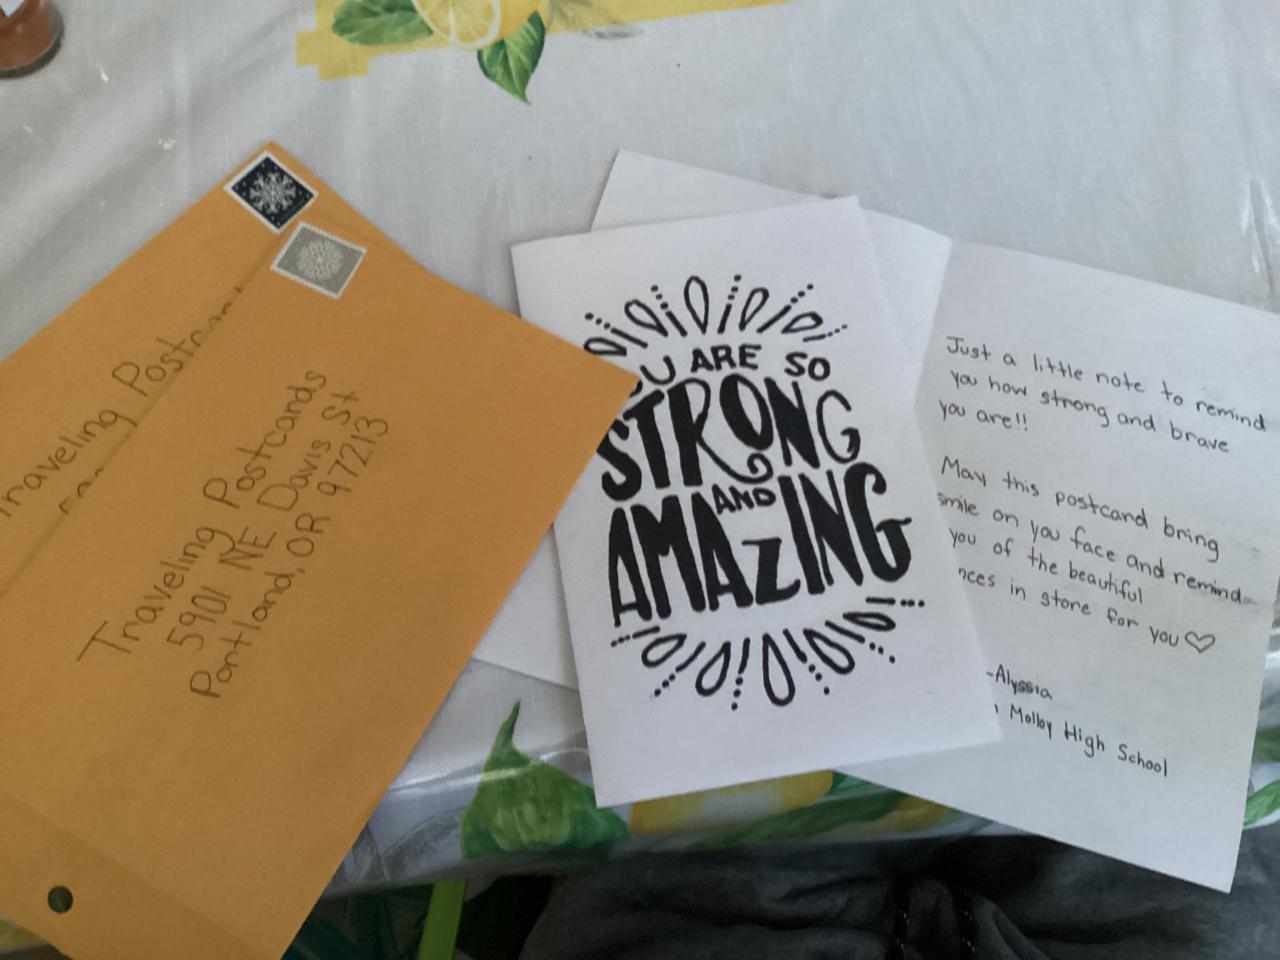 Traveling Postcards
Traveling Postcards
5901 NE Davis St
Portland, OR 97213
ARE SO
STRONG
AND
AMAZING
Just a little note to remind
you how strong and brave
you are!!
May this postcard bring
smile on you face and remind
you of the beautiful
in store for you♡
-Alyssia
Molloy High School